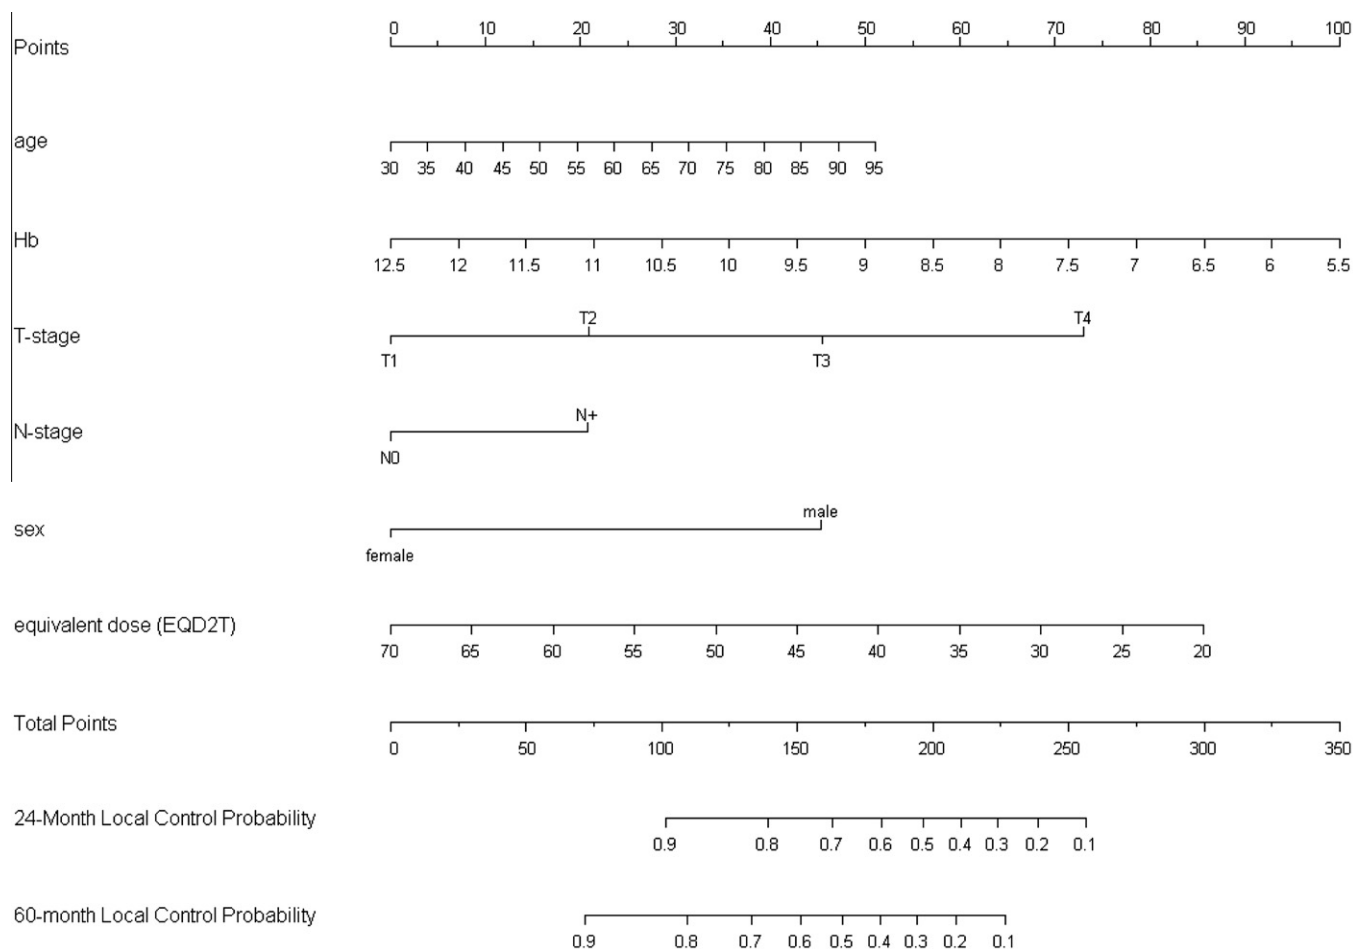 0 10 20 30 40 50 60 70 80 90 100
Points
age
30 35 40 45 50 55 60 65 70 75 80 85 90 95
Hb
12.5 12 11.5 11 10.5 10 9.5 9 8.5 8 7.5 7 6.5 6 5.5
T2 T4
T-stage
T1 T3
N+
N-stage
N0
male
sex
female
equivalent dose (EQD2T)
70 65 60 55 50 45 40 35 30 25 20
Total Points
0 50 100 150 200 250 300 350
24-Month Local Control Probability
0.9 0.8 0.7 0.6 0.5 0.4 0.3 0.2 0.1
60-month Local Control Probability
0.9 0.8 0.7 0.6 0.5 0.4 0.3 0.2 0.1